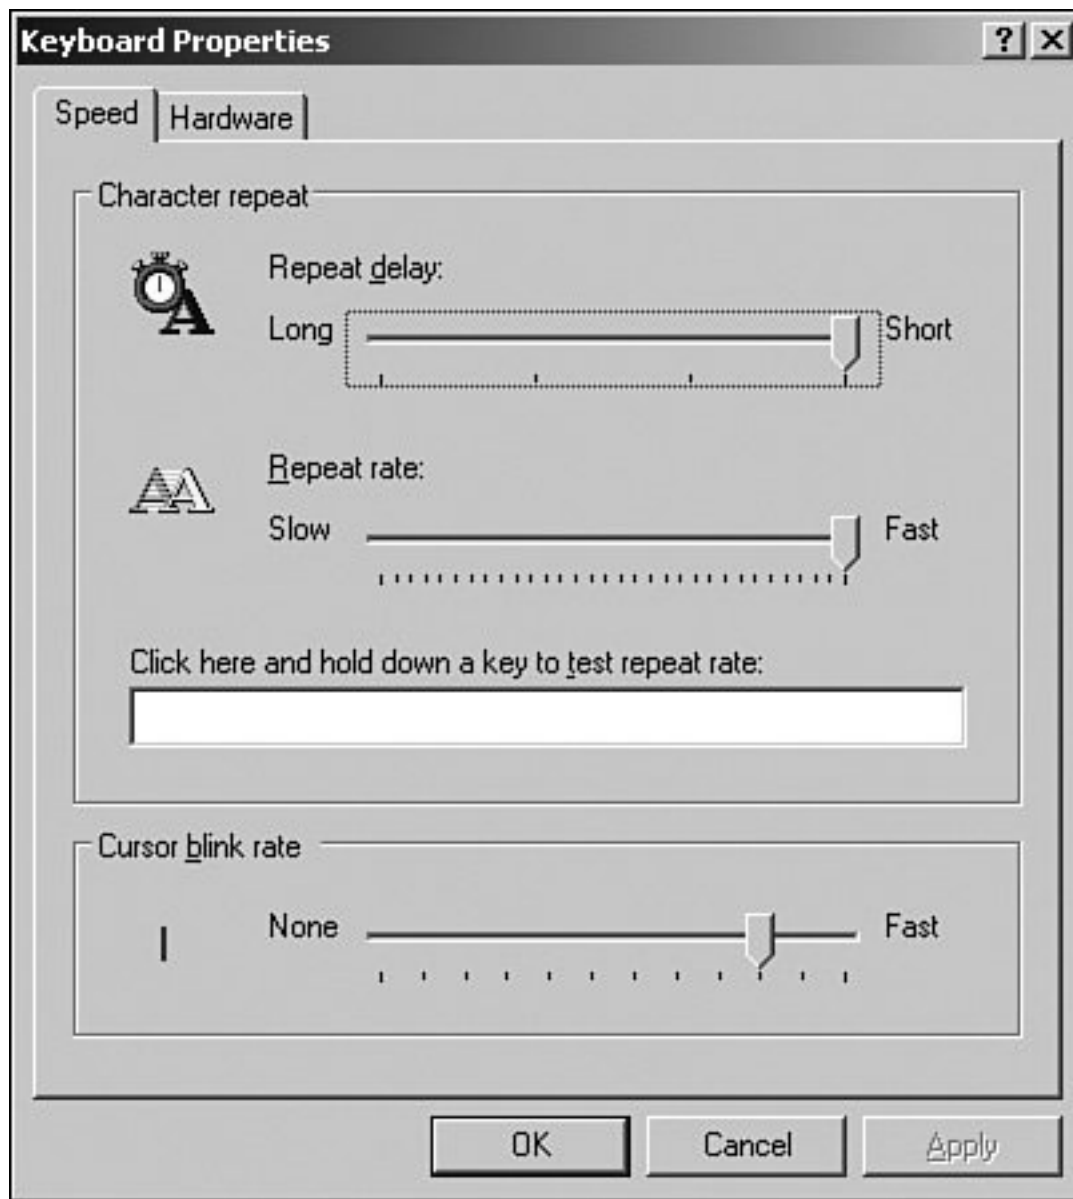 Keyboard Properties
Speed Hardware
Character repeat
Repeat delay:
Long Short
Repeat rate:
Slow Fast
Click here and hold down a key to test repeat rate:
Cursor blink rate
None Fast
OK Cancel Apply